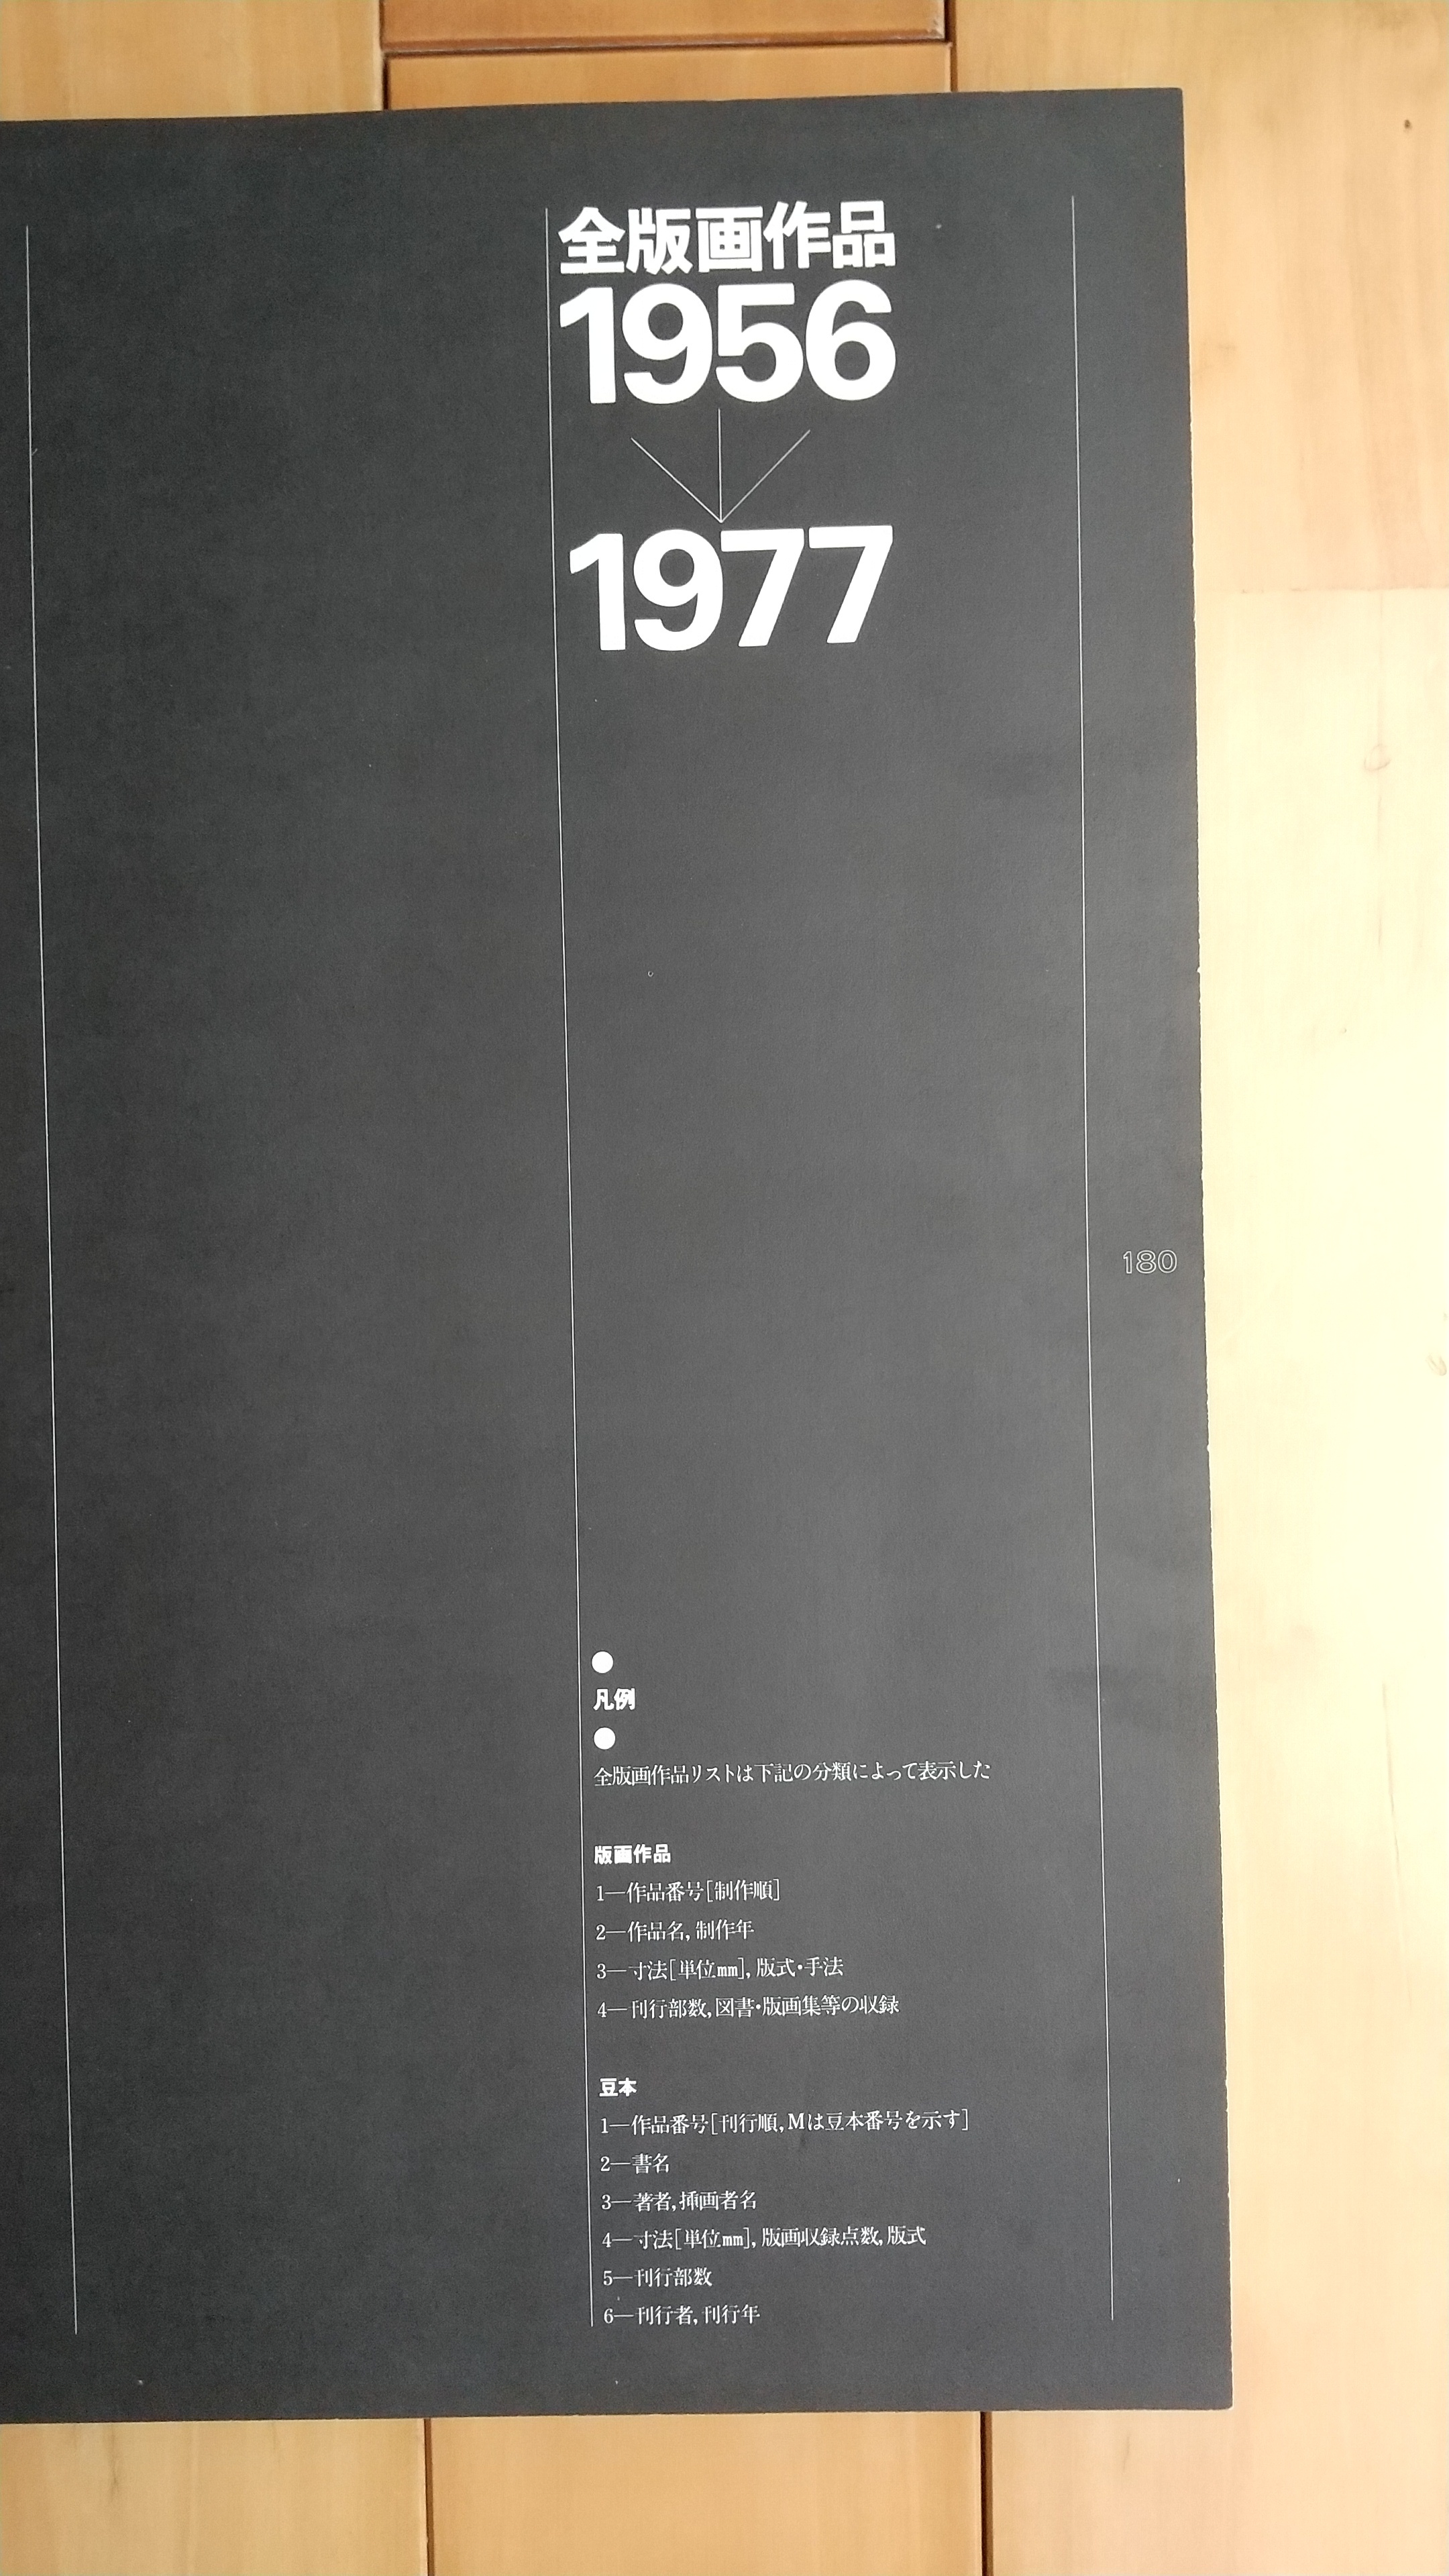 全版画作品
1956
1977
180
凡例
全版画作品リストは下記の分類によって表示した
版画作品
1—作品番号[制作順]
2—作品名,制作年
3—寸法[単位㎜],版式・手法
4—刊行部数,図書・版画集等の収録
豆本
1—作品番号[刊行順,Mは豆本番号を示す]
2—書名
3—著者,挿画者名
4—寸法[単位㎜],版画収録点数,版式
5—刊行部数
6—刊行者,刊行年